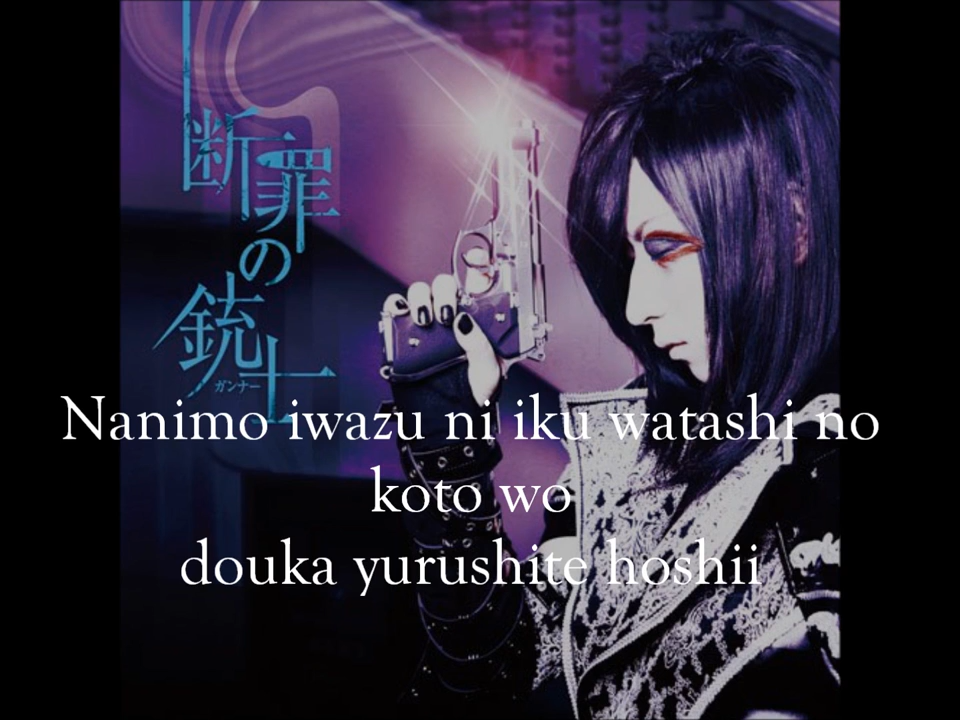 断罪の
銃士
ガンナー
Nanimo iwazu ni iku watashi no
koto wo
douka yurushite hoshii